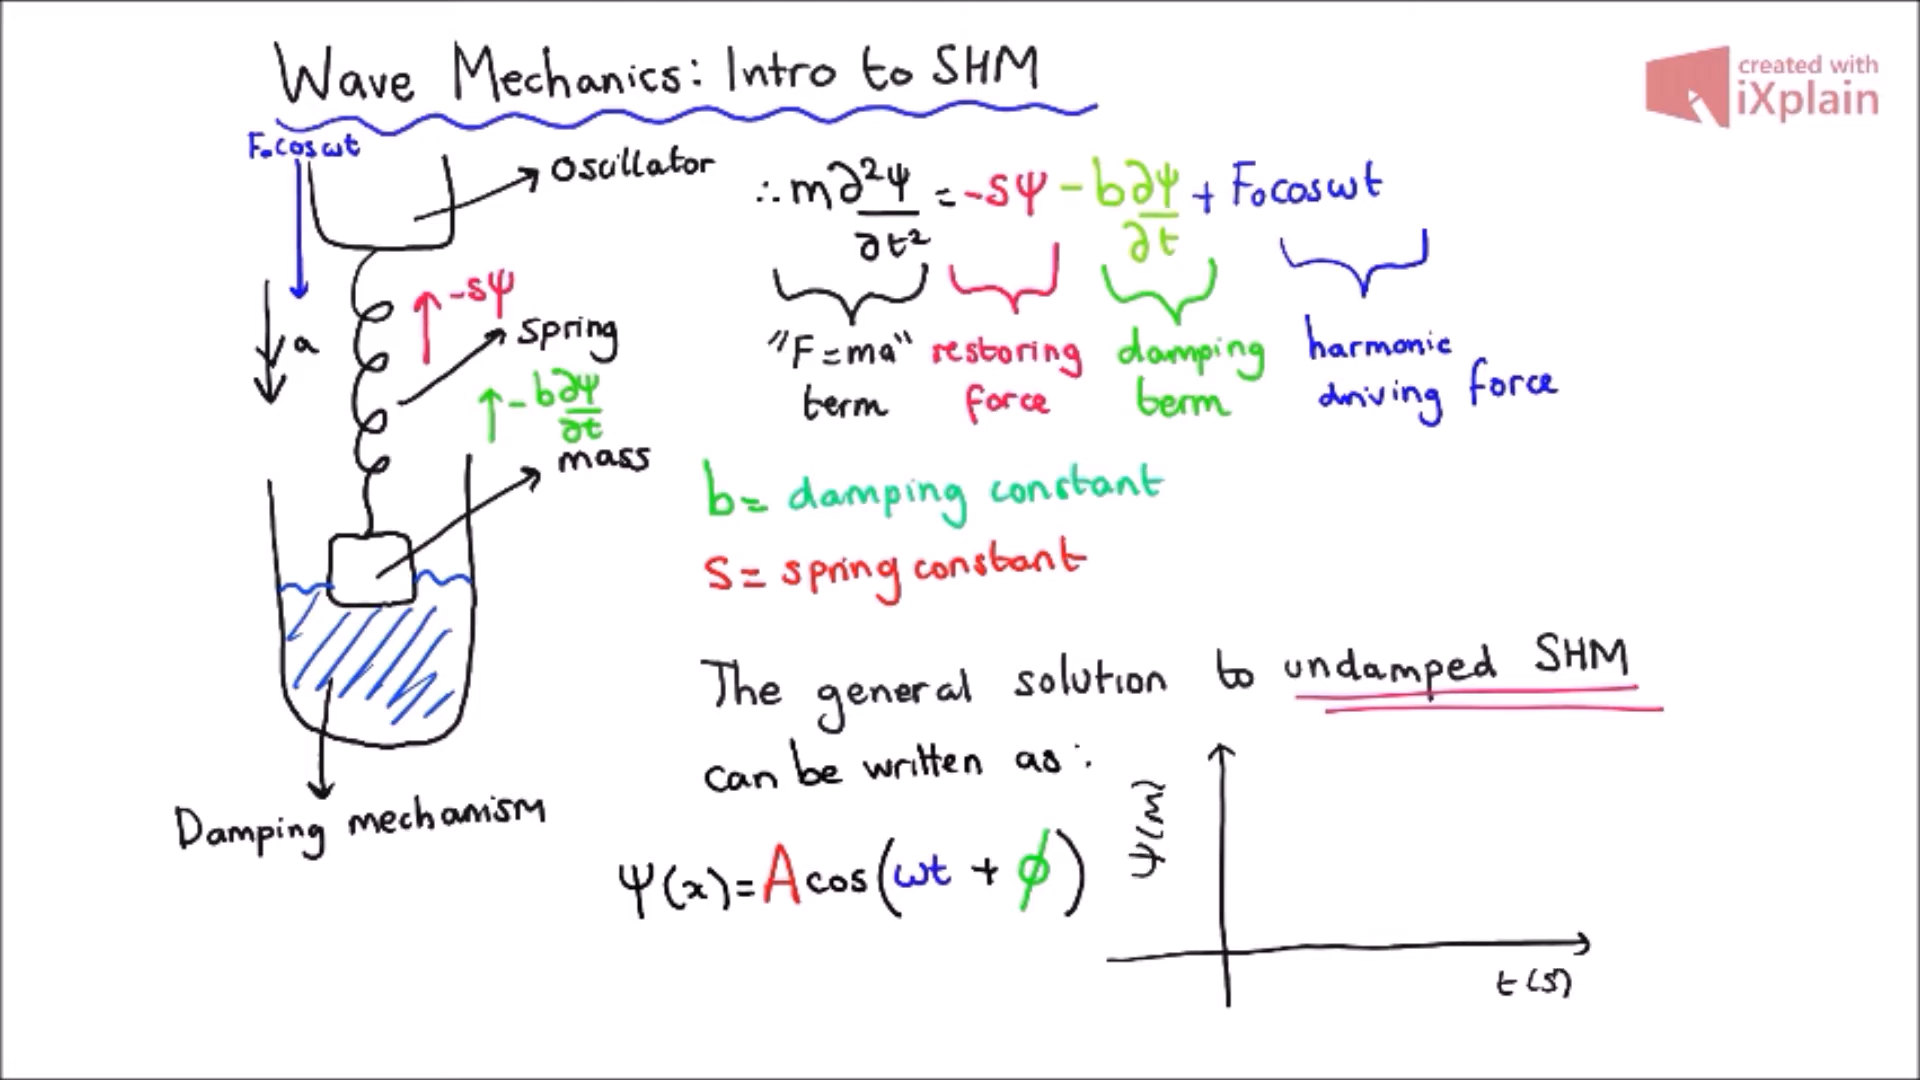 Wave Mechanics: Intro to SHM
created with
iXplain
F₀cosωt
Oscillator
∴ m∂²ψ/∂t² = -sψ - b∂ψ/∂t + F₀cosωt
-sψ
a
spring
"F=ma" term
restoring force
damping term
harmonic driving force
-b∂ψ/∂t
mass
b= damping constant
s= spring constant
The general solution to undamped SHM
can be written as:
Damping mechanism
ψ(x)=Acos(ωt + ϕ)
ψ(m)
t(s)